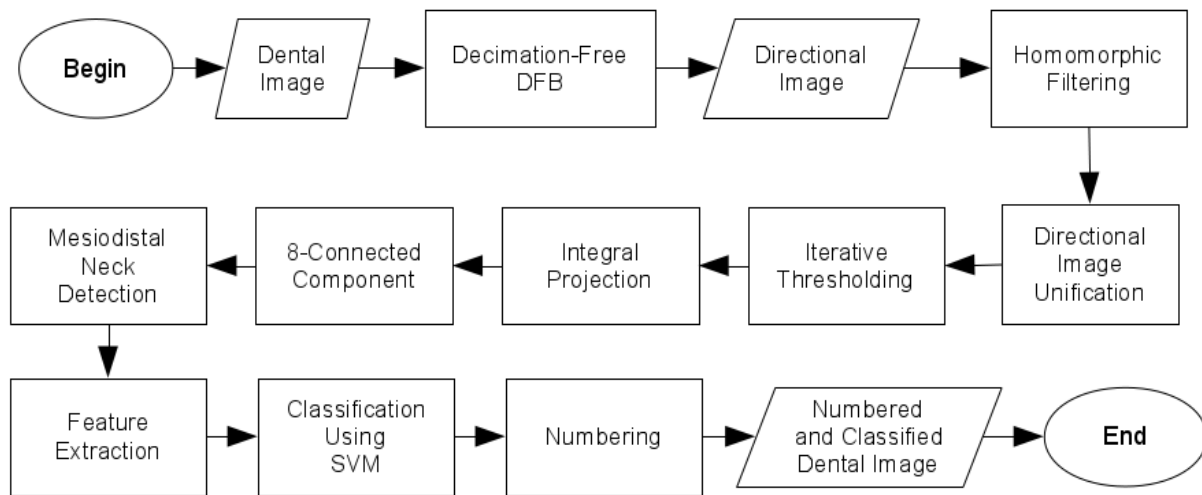 Begin
Dental
Image
Decimation-Free
DFB
Directional
Image
Homomorphic
Filtering
Directional
Image
Unification
Iterative
Thresholding
Integral
Projection
8-Connected
Component
Mesiodistal
Neck
Detection
Feature
Extraction
Classification
Using
SVM
Numbering
Numbered
and Classified
Dental Image
End